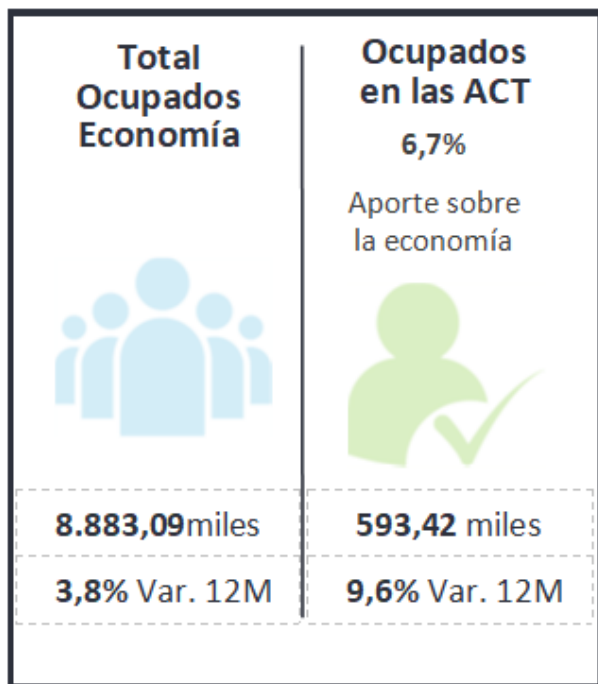 Total
Ocupados
Economía
8.883,09miles
3,8% Var. 12M
Ocupados
en las ACT
6,7%
Aporte sobre
la economía
593,42 miles
9,6% Var. 12M